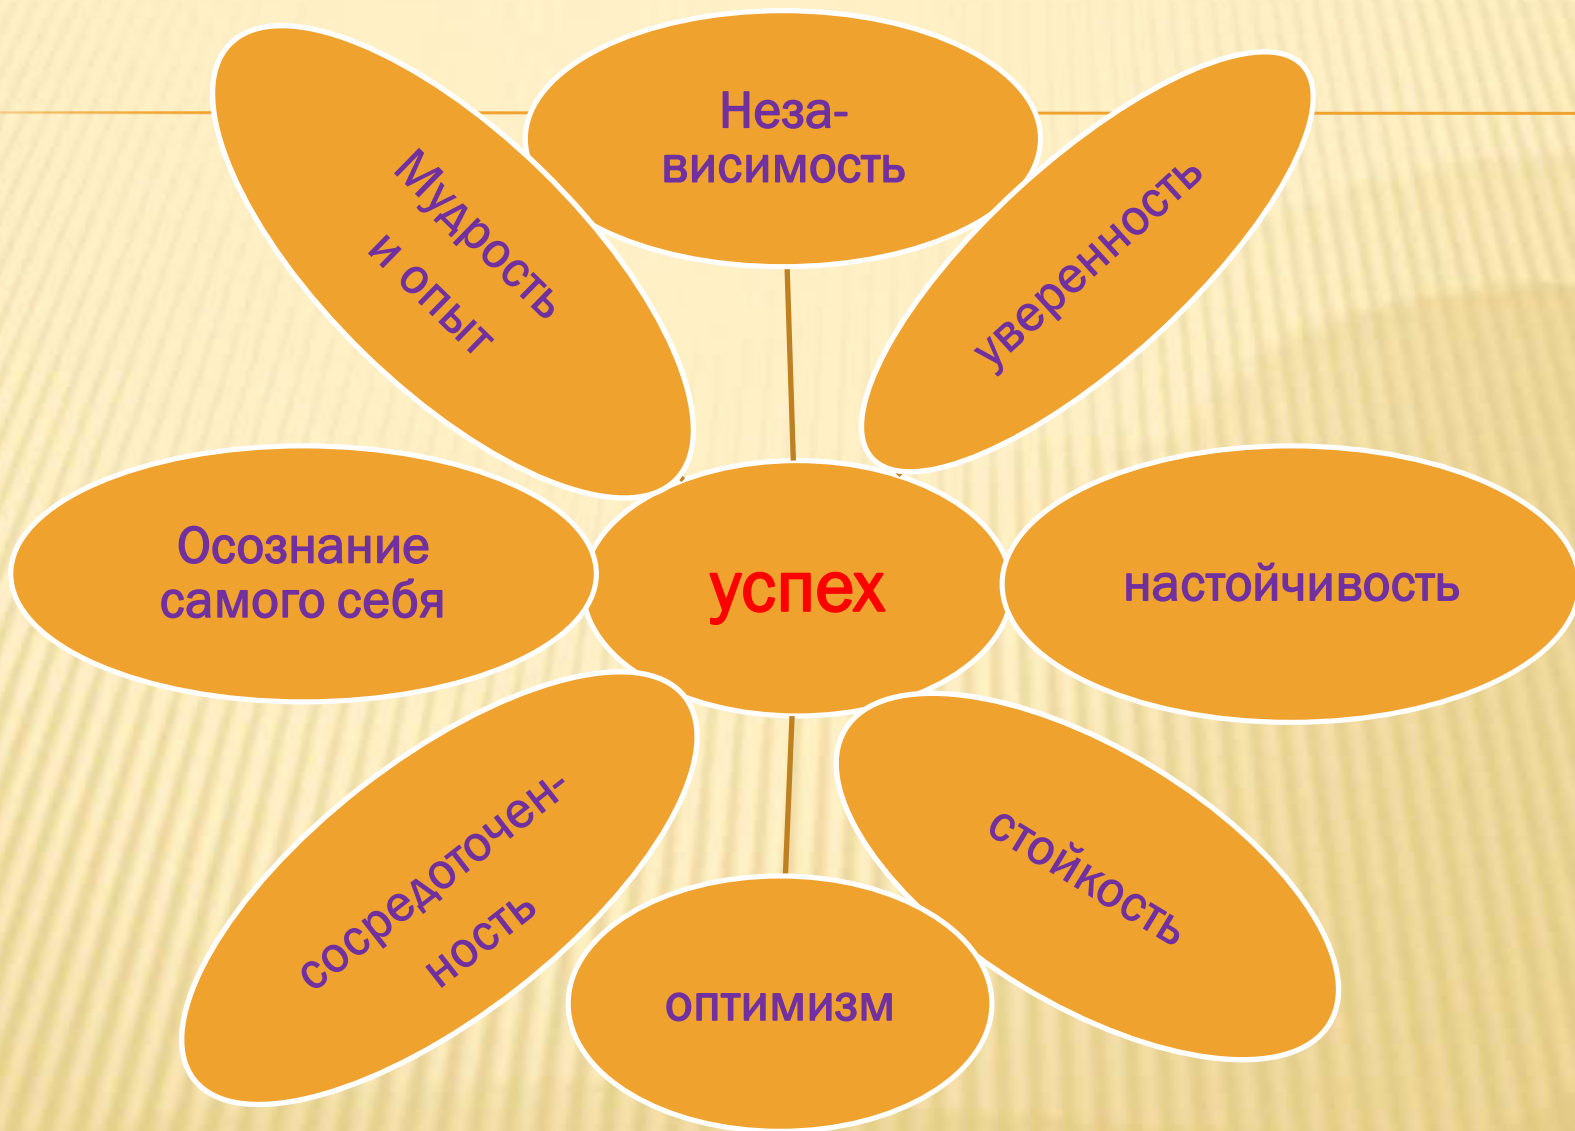 Неза-
висимость
уверенность
настойчивость
стойкость
оптимизм
сосредоточен-
ность
Осознание
самого себя
Мудрость
и опыт
успех